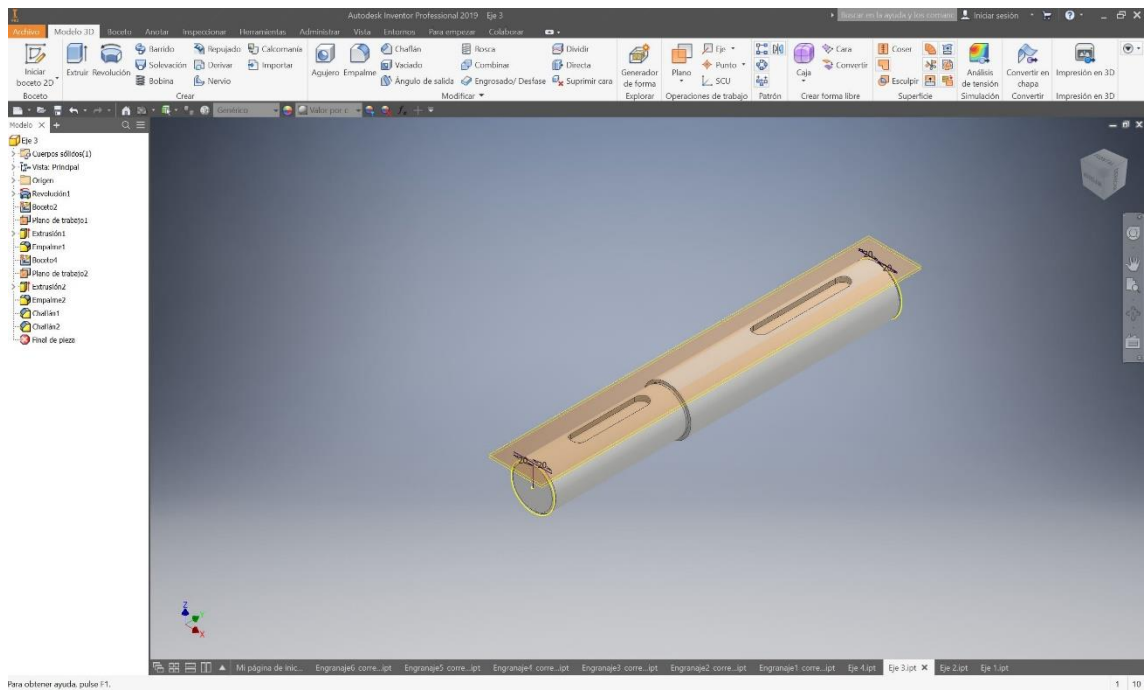 Autodesk Inventor Professional 2019 Eje 3
Buscar en la ayuda y los comanc
Iniciar sesión
Archivo Modelo 3D Boceto Anotar Inspeccionar Herramientas Administrar Vista Entornos Para empezar Colaborar
Iniciar boceto 2D
Extruir
Revolución
Barrido
Solevación
Bobina
Repujado
Derivar
Nervio
Calcomanía
Importar
Agujero
Empalme
Chaflán
Vaciado
Ángulo de salida
Rosca
Combinar
Engrosado/ Desfase
Dividir
Directa
Suprimir cara
Generador de forma
Plano
Eje
Punto
SCU
Caja
Cara
Convertir
Coser
Esculpir
Análisis de tensión
Convertir en chapa
Impresión en 3D
Boceto Crear Modificar Explorar Operaciones de trabajo Patrón Crear forma libre Superficie Simulación Convertir Impresión en 3D
Genérico
Valor por c
Modelo
Eje 3
Cuerpos sólidos(1)
Vista: Principal
Origen
Revolución1
Boceto2
Plano de trabajo1
Extrusión1
Empalme1
Boceto4
Plano de trabajo2
Extrusión2
Empalme2
Chaflán1
Chaflán2
Final de pieza
Z
Y
X
Mi página de inic... Engranaje6 corre...ipt Engranaje5 corre...ipt Engranaje4 corre...ipt Engranaje3 corre...ipt Engranaje2 corre...ipt Engranaje1 corre...ipt Eje 4.ipt Eje 3.ipt Eje 2.ipt Eje 1.ipt
Para obtener ayuda, pulse F1.
1 10